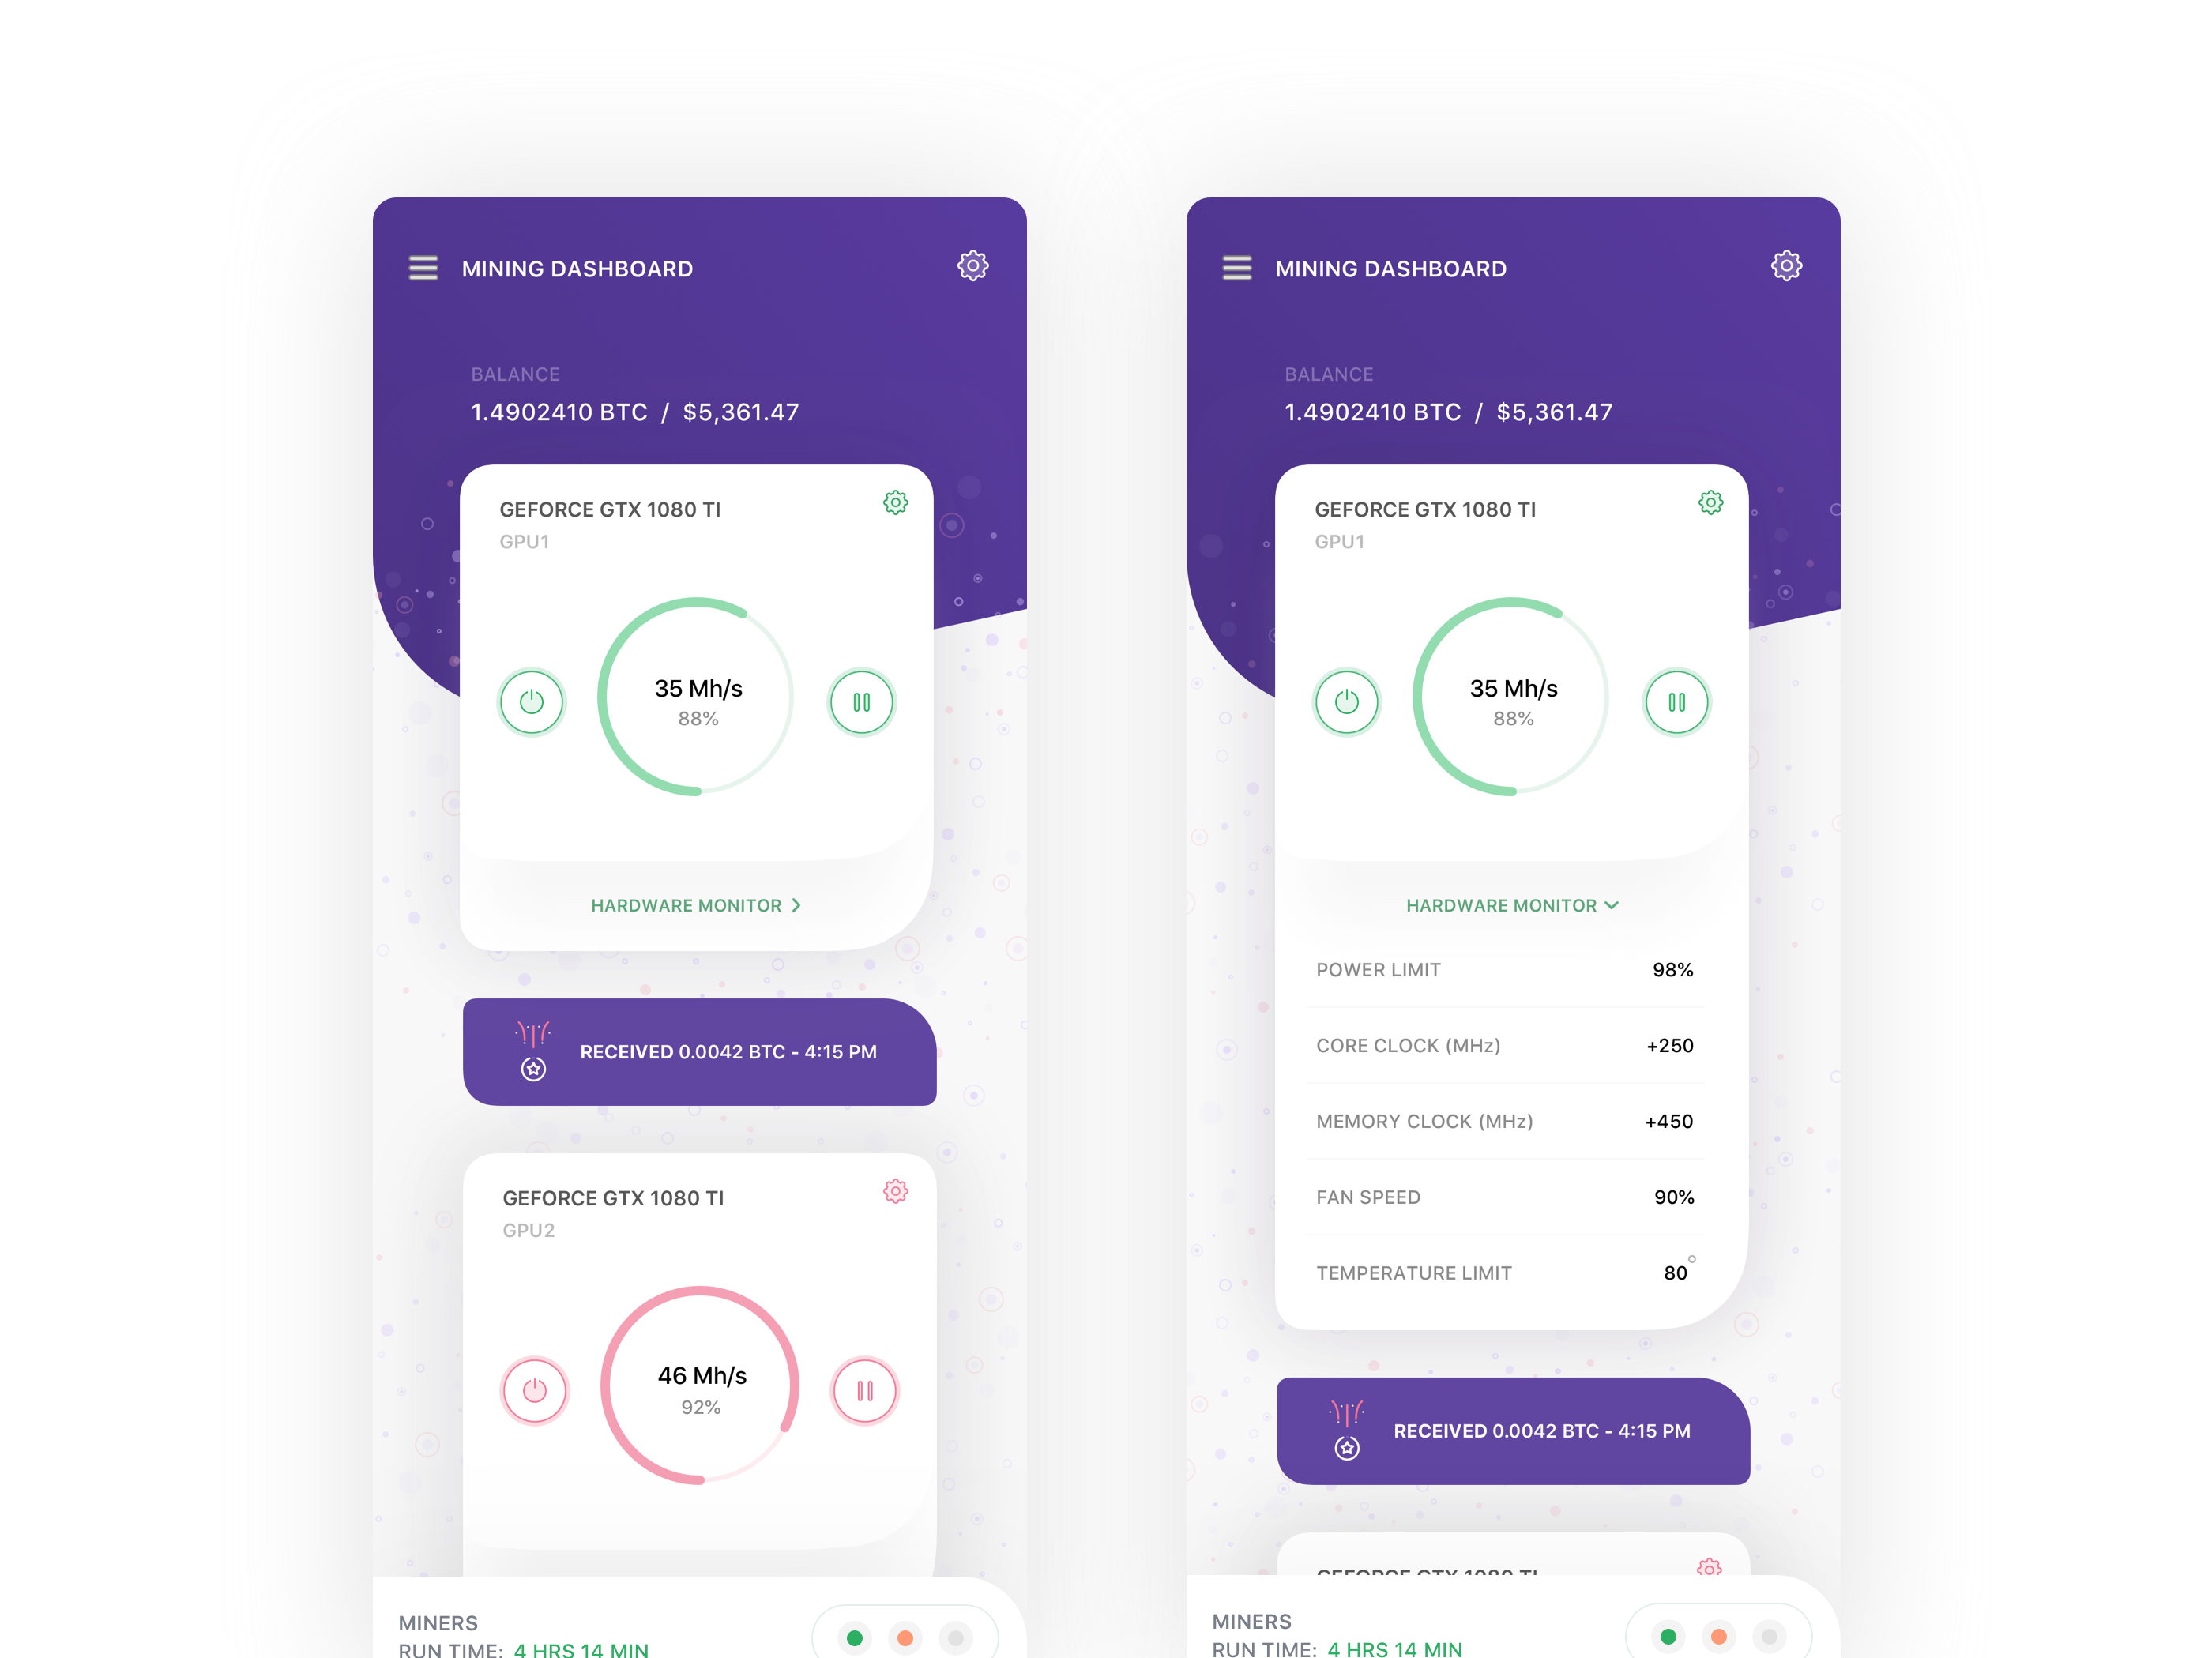 MINING DASHBOARD
BALANCE
1.4902410 BTC / $5,361.47
GEFORCE GTX 1080 TI
GPU1
35 Mh/s
88%
HARDWARE MONITOR
RECEIVED 0.0042 BTC - 4:15 PM
GEFORCE GTX 1080 TI
GPU2
46 Mh/s
92%
MINERS
RUN TIME: 4 HRS 14 MIN
MINING DASHBOARD
BALANCE
1.4902410 BTC / $5,361.47
GEFORCE GTX 1080 TI
GPU1
35 Mh/s
88%
HARDWARE MONITOR
POWER LIMIT 98%
CORE CLOCK (MHz) +250
MEMORY CLOCK (MHz) +450
FAN SPEED 90%
TEMPERATURE LIMIT 80°
RECEIVED 0.0042 BTC - 4:15 PM
GEFORCE GTX 1080 TI
MINERS
RUN TIME: 4 HRS 14 MIN